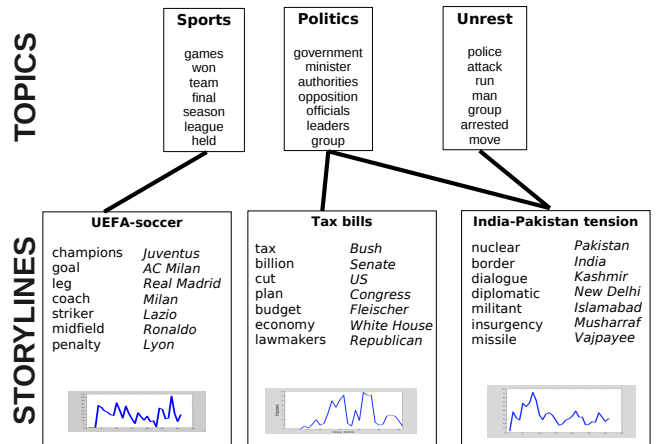 TOPICS
Sports
games
won
team
final
season
league
held
Politics
government
minister
authorities
opposition
officials
leaders
group
Unrest
police
attack
run
man
group
arrested
move
STORYLINES
UEFA-soccer
champions Juventus
goal AC Milan
leg Real Madrid
coach Milan
striker Lazio
midfield Ronaldo
penalty Lyon
Tax bills
tax Bush
billion Senate
cut US
plan Congress
budget Fleischer
economy White House
lawmakers Republican
India-Pakistan tension
nuclear Pakistan
border India
dialogue Kashmir
diplomatic New Delhi
militant Islamabad
insurgency Musharraf
missile Vajpayee